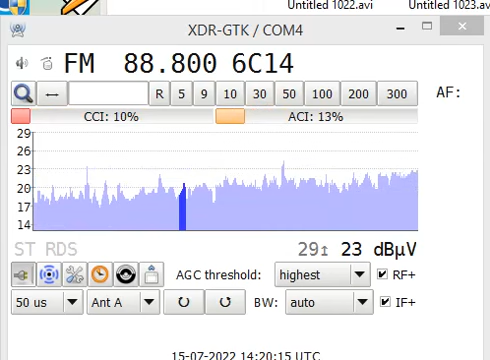 Untitled 1022.avi Untitled 1023.avi
XDR-GTK / COM4
FM 88.800 6C14
R 5 9 10 30 50 100 200 300 AF:
CCI: 10% ACI: 13%
29
26
23
20
17
14
ST RDS 29↕ 23 dBµV
AGC threshold: highest RF+
50 us Ant A BW: auto IF+
15-07-2022 14:20:15 UTC